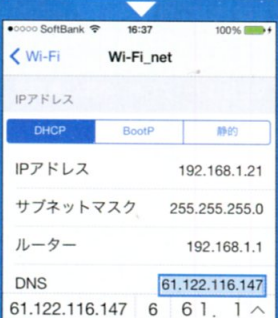 ●○○○○ SoftBank 16:37 100%
Wi-Fi Wi-Fi_net
IPアドレス
DHCP BootP 静的
IPアドレス 192.168.1.21
サブネットマスク 255.255.255.0
ルーター 192.168.1.1
DNS 61.122.116.147
61.122.116.147 6 ６１．１